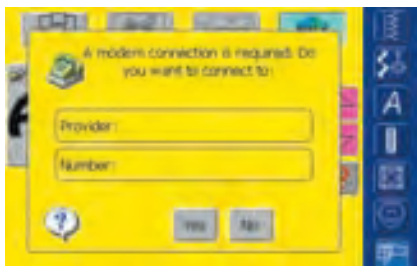 A modem connection is required. Do
you want to connect to:
Provider:
Number:
Yes
No
A